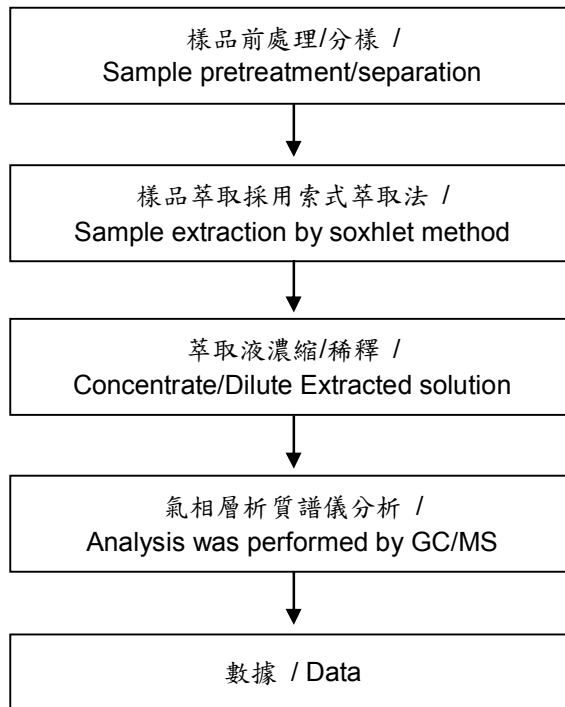 樣品前處理/分樣 /
Sample pretreatment/separation
樣品萃取採用索式萃取法 /
Sample extraction by soxhlet method
萃取液濃縮/稀釋 /
Concentrate/Dilute Extracted solution
氣相層析質譜儀分析 /
Analysis was performed by GC/MS
數據 / Data